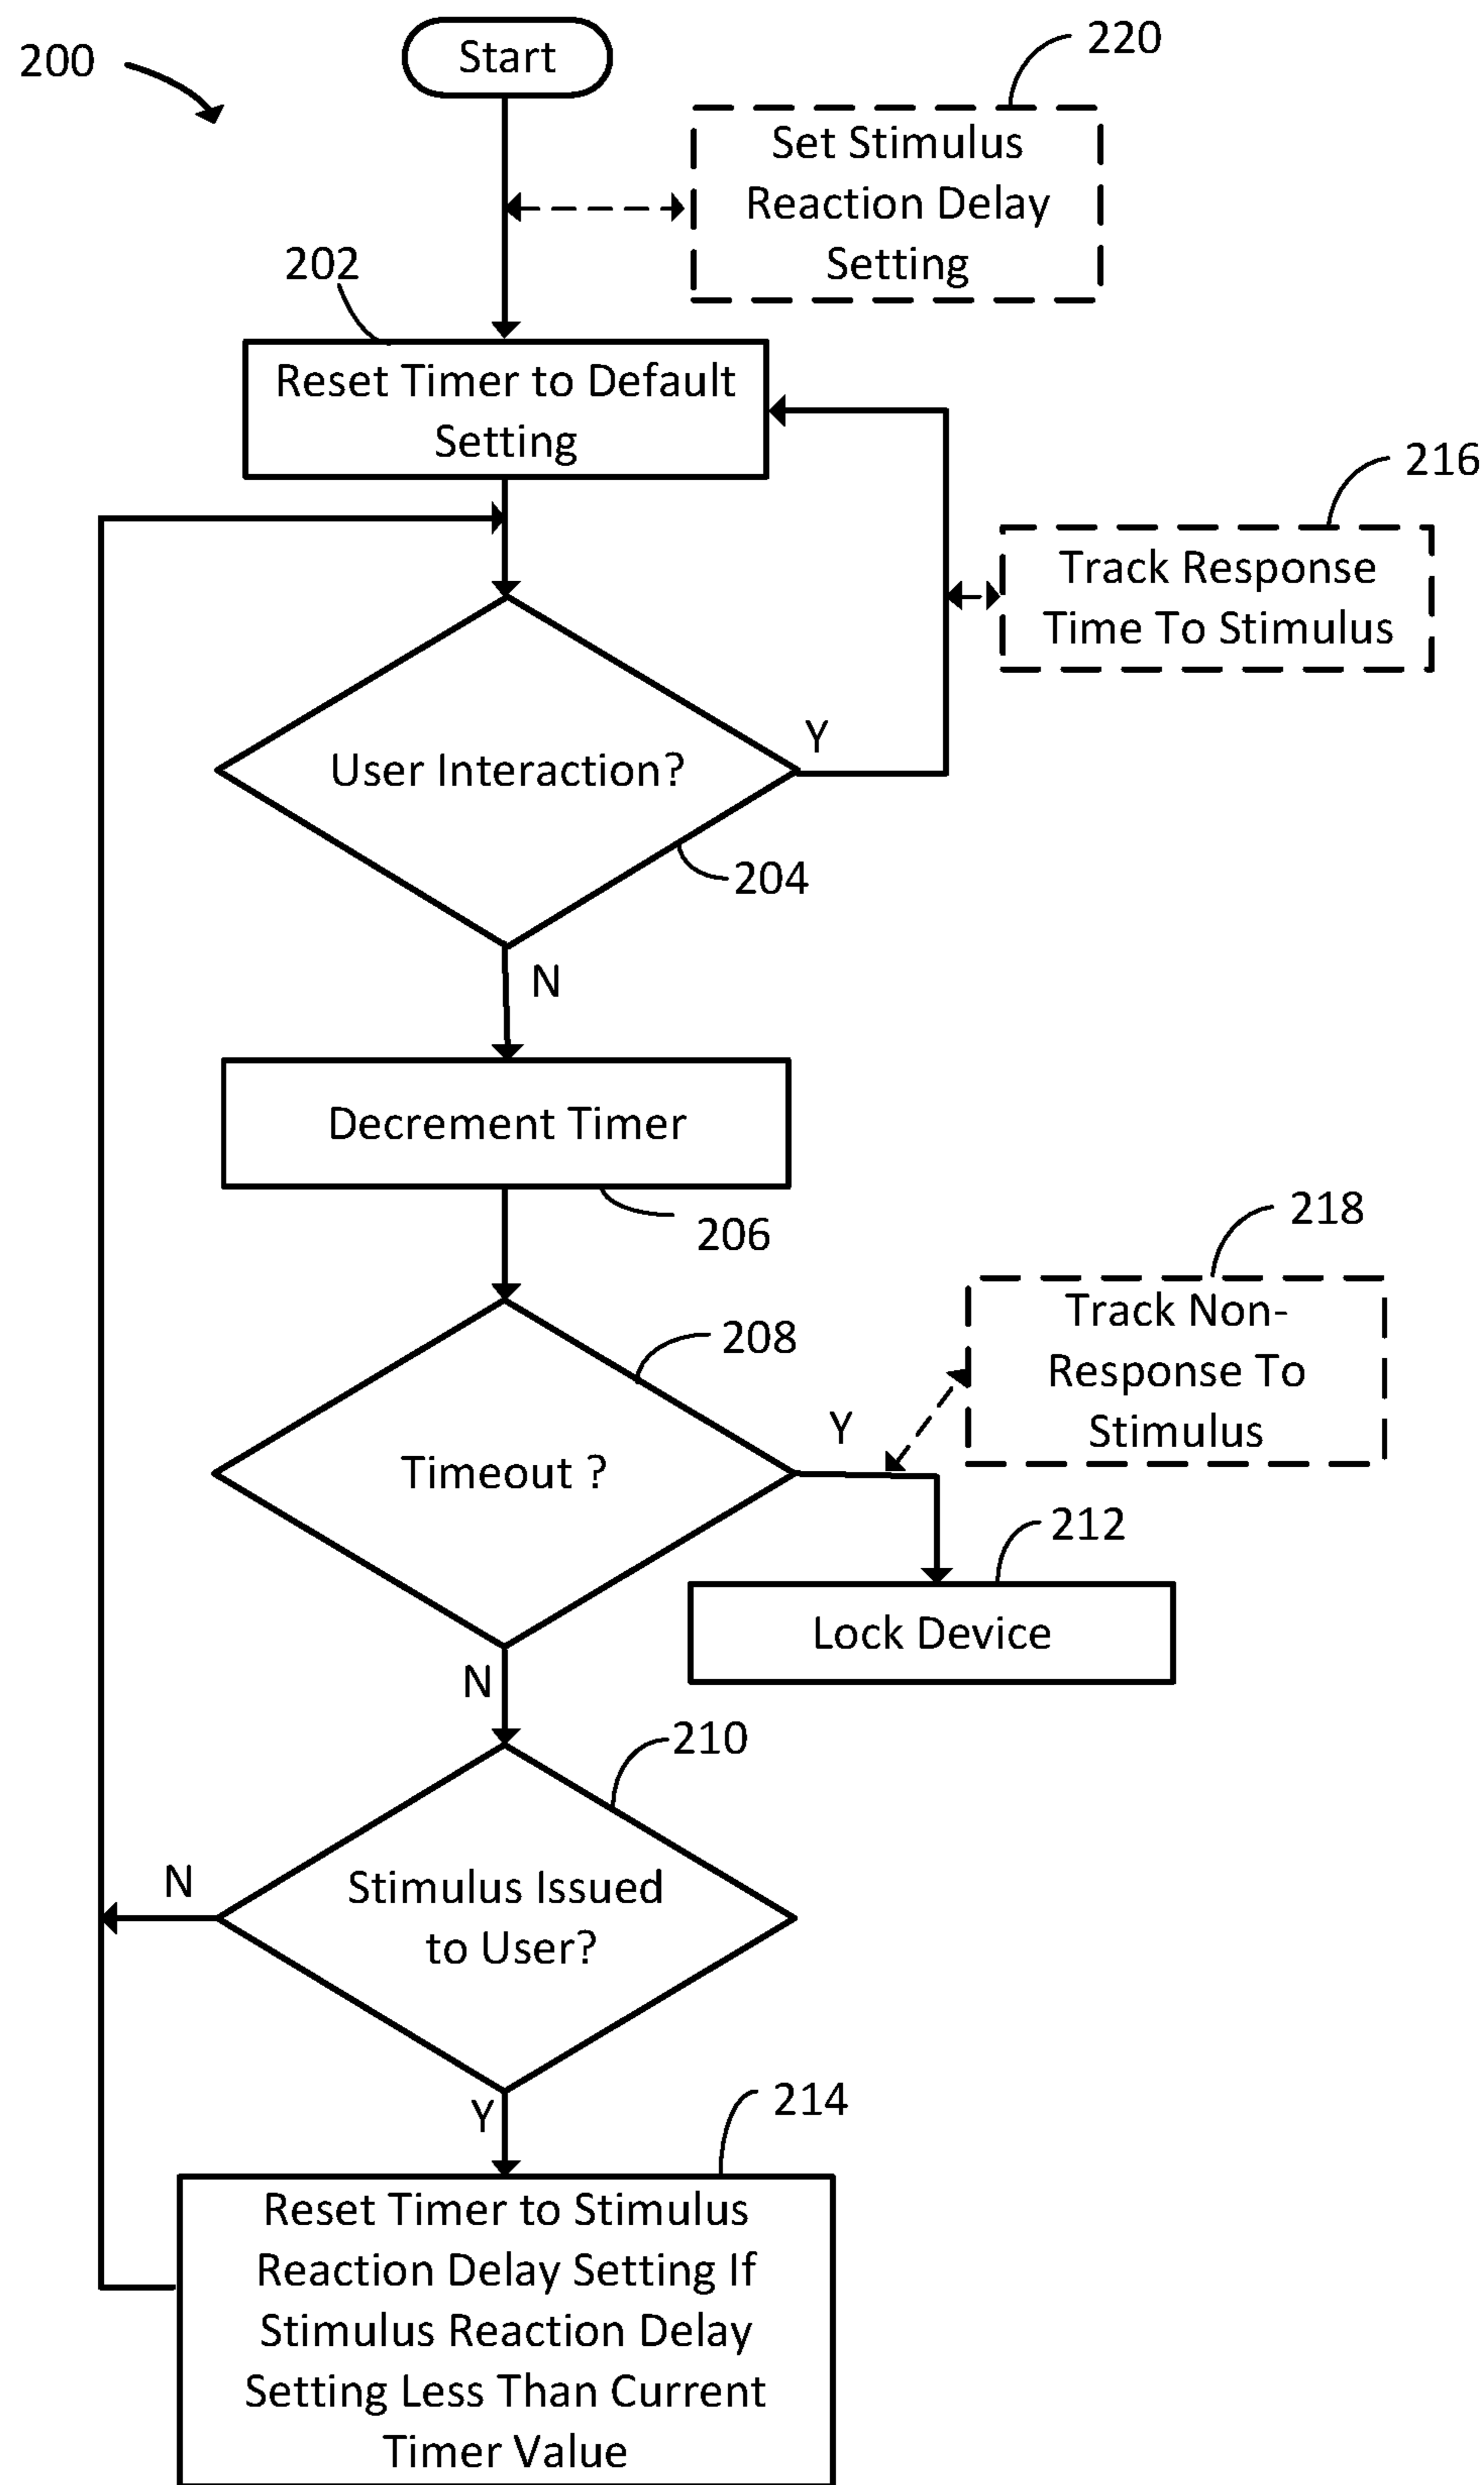 200
Start
220
Set Stimulus
Reaction Delay
Setting
202
Reset Timer to Default
Setting
216
Track Response
Time To Stimulus
Y
User Interaction?
204
N
Decrement Timer
206
218
Track Non-
Response To
Stimulus
208
Y
Timeout ?
212
Lock Device
N
210
N
Stimulus Issued
to User?
Y
214
Reset Timer to Stimulus
Reaction Delay Setting If
Stimulus Reaction Delay
Setting Less Than Current
Timer Value